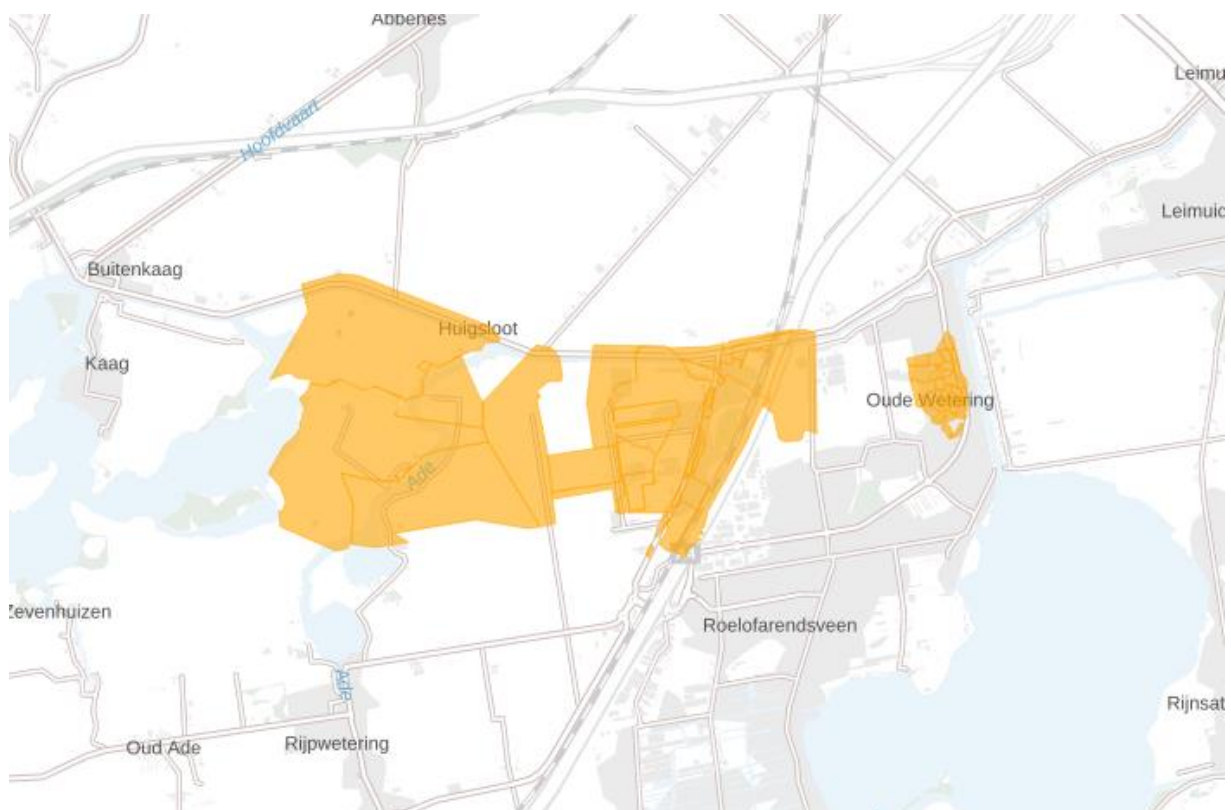 Abbenes
Leimu
Hoofdvaart
Leimuid
Buitenkaag
Huigsloot
Kaag
Oude Wetering
Ade
Zevenhuizen
Roelofarendsveen
Ade
Rijnsat
Oud Ade
Rijpwetering